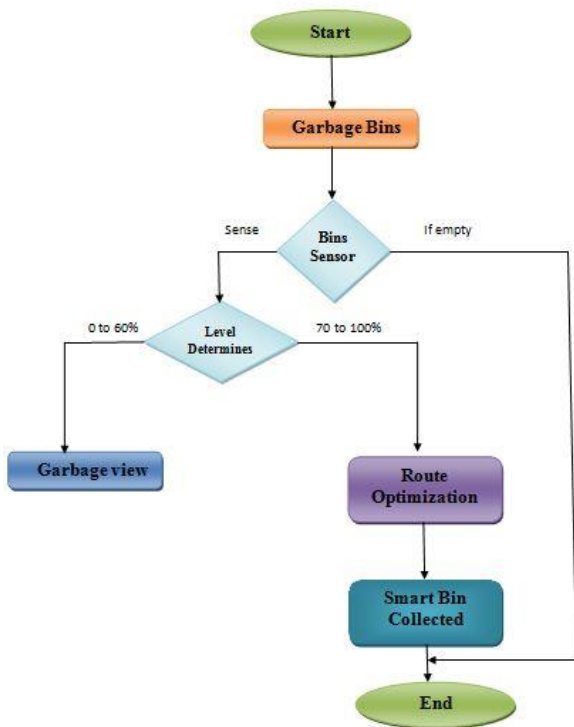 Start
Garbage Bins
Sense
Bins
Sensor
If empty
0 to 60%
Level
Determines
70 to 100%
Garbage view
Route
Optimization
Smart Bin
Collected
End